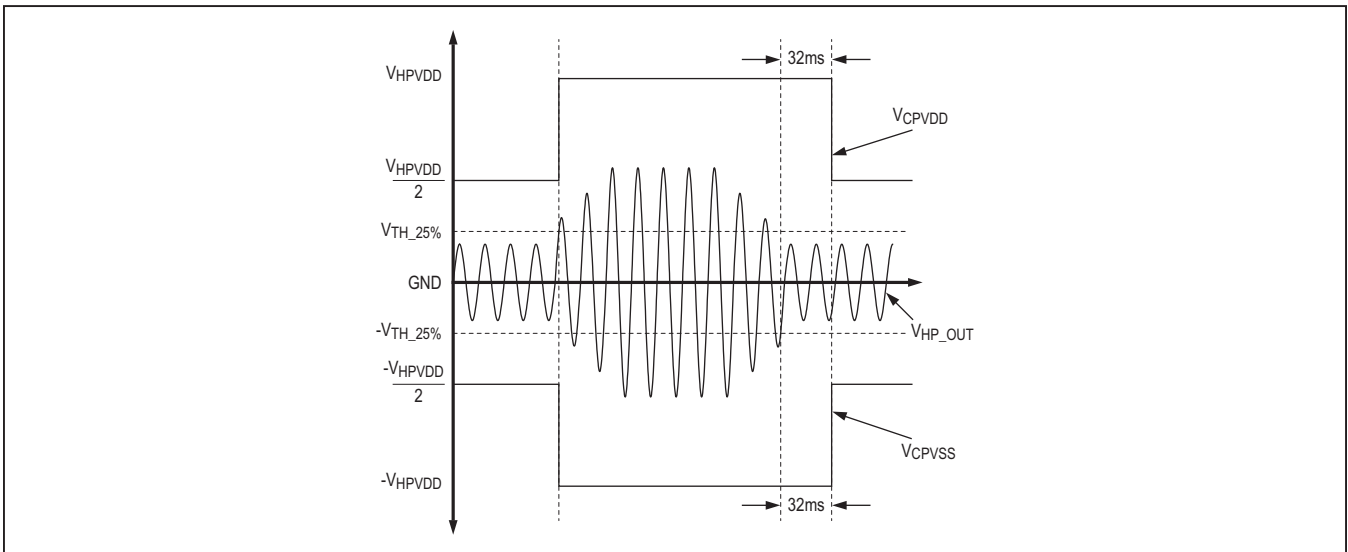 32ms
VHPVDD
VCPVDD
VHPVDD
2
VTH_25%
GND
-VTH_25%
VHP_OUT
-VHPVDD
2
VCPVSS
-VHPVDD
32ms